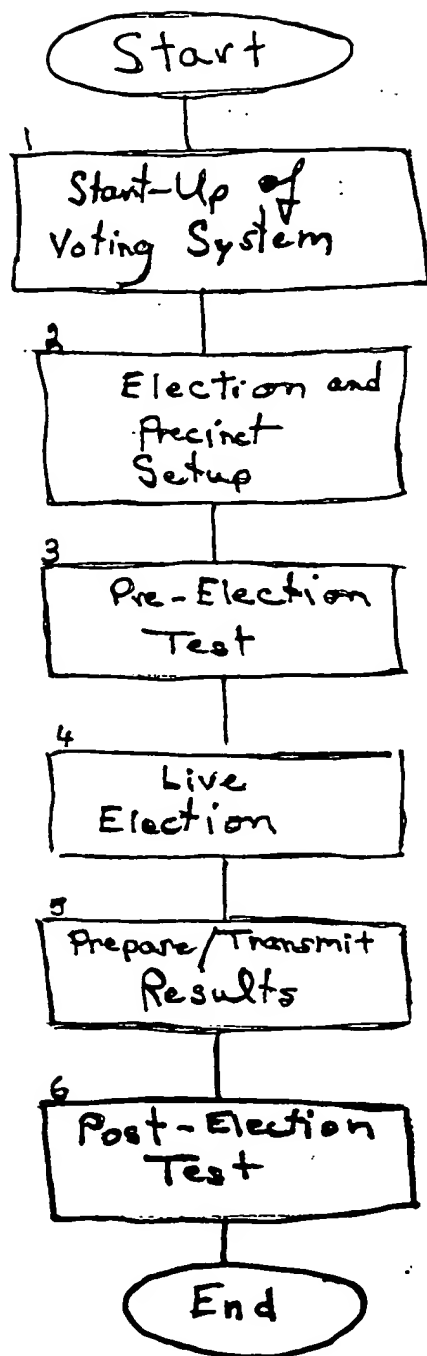 Start
1
Start-Up of
Voting System
2
Election and
Precinct
Setup
3
Pre-Election
Test
4
Live
Election
5
Prepare/Transmit
Results
6
Post-Election
Test
End